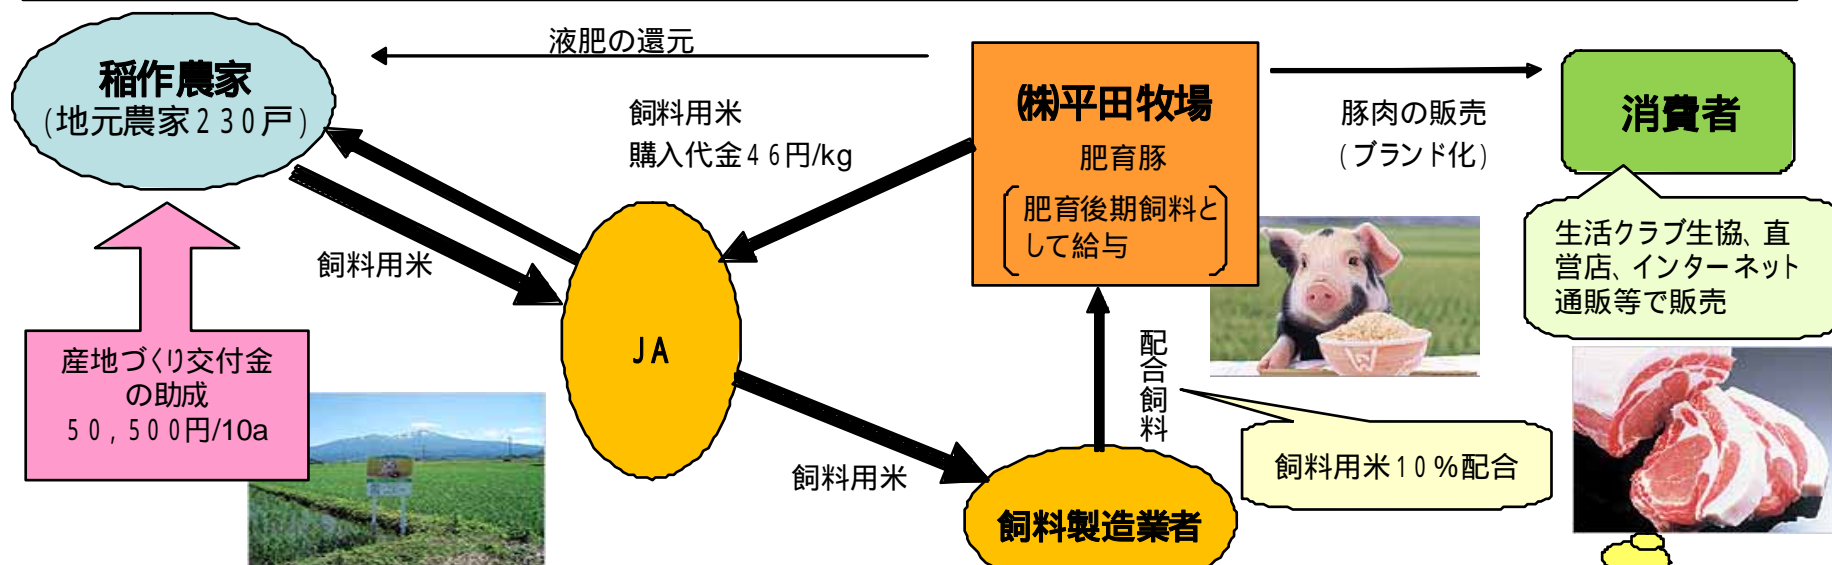 液肥の還元
稲作農家
(地元農家230戸)
飼料用米
購入代金46円/kg
㈱平田牧場
肥育豚
肥育後期飼料と
して給与
豚肉の販売
(ブランド化)
消費者
生活クラブ生協、直
営店、インターネット
通販等で販売
飼料用米
産地づくり交付金
の助成
50,500円/10a
JA
配合飼料
飼料用米
飼料用米10%配合
飼料製造業者